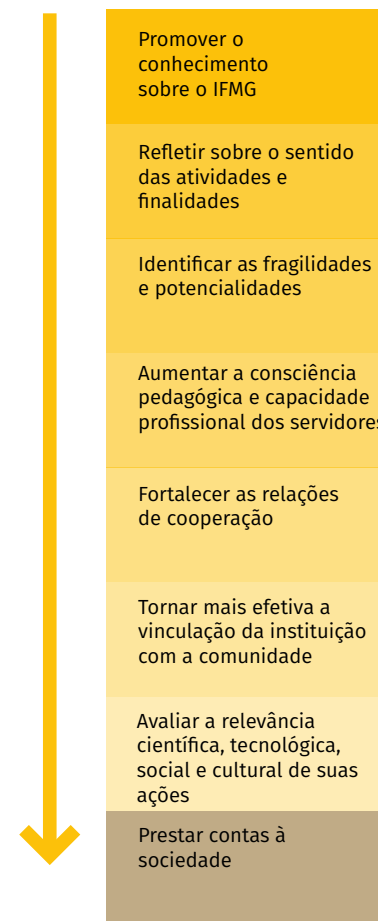 Promover o
conhecimento
sobre o IFMG
Refletir sobre o sentido
das atividades e
finalidades
Identificar as fragilidades
e potencialidades
Aumentar a consciência
pedagógica e capacidade
profissional dos servidores
Fortalecer as relações
de cooperação
Tornar mais efetiva a
vinculação da instituição
com a comunidade
Avaliar a relevância
científica, tecnológica,
social e cultural de suas
ações
Prestar contas à
sociedade